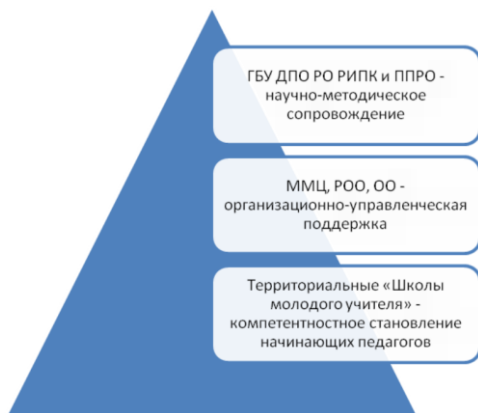 ГБУ ДПО РО РИПК и ППРО -
научно-методическое
сопровождение
ММЦ, РОО, ОО -
организационно-управленческая
поддержка
Территориальные «Школы
молодого учителя» -
компетентностное становление
начинающих педагогов